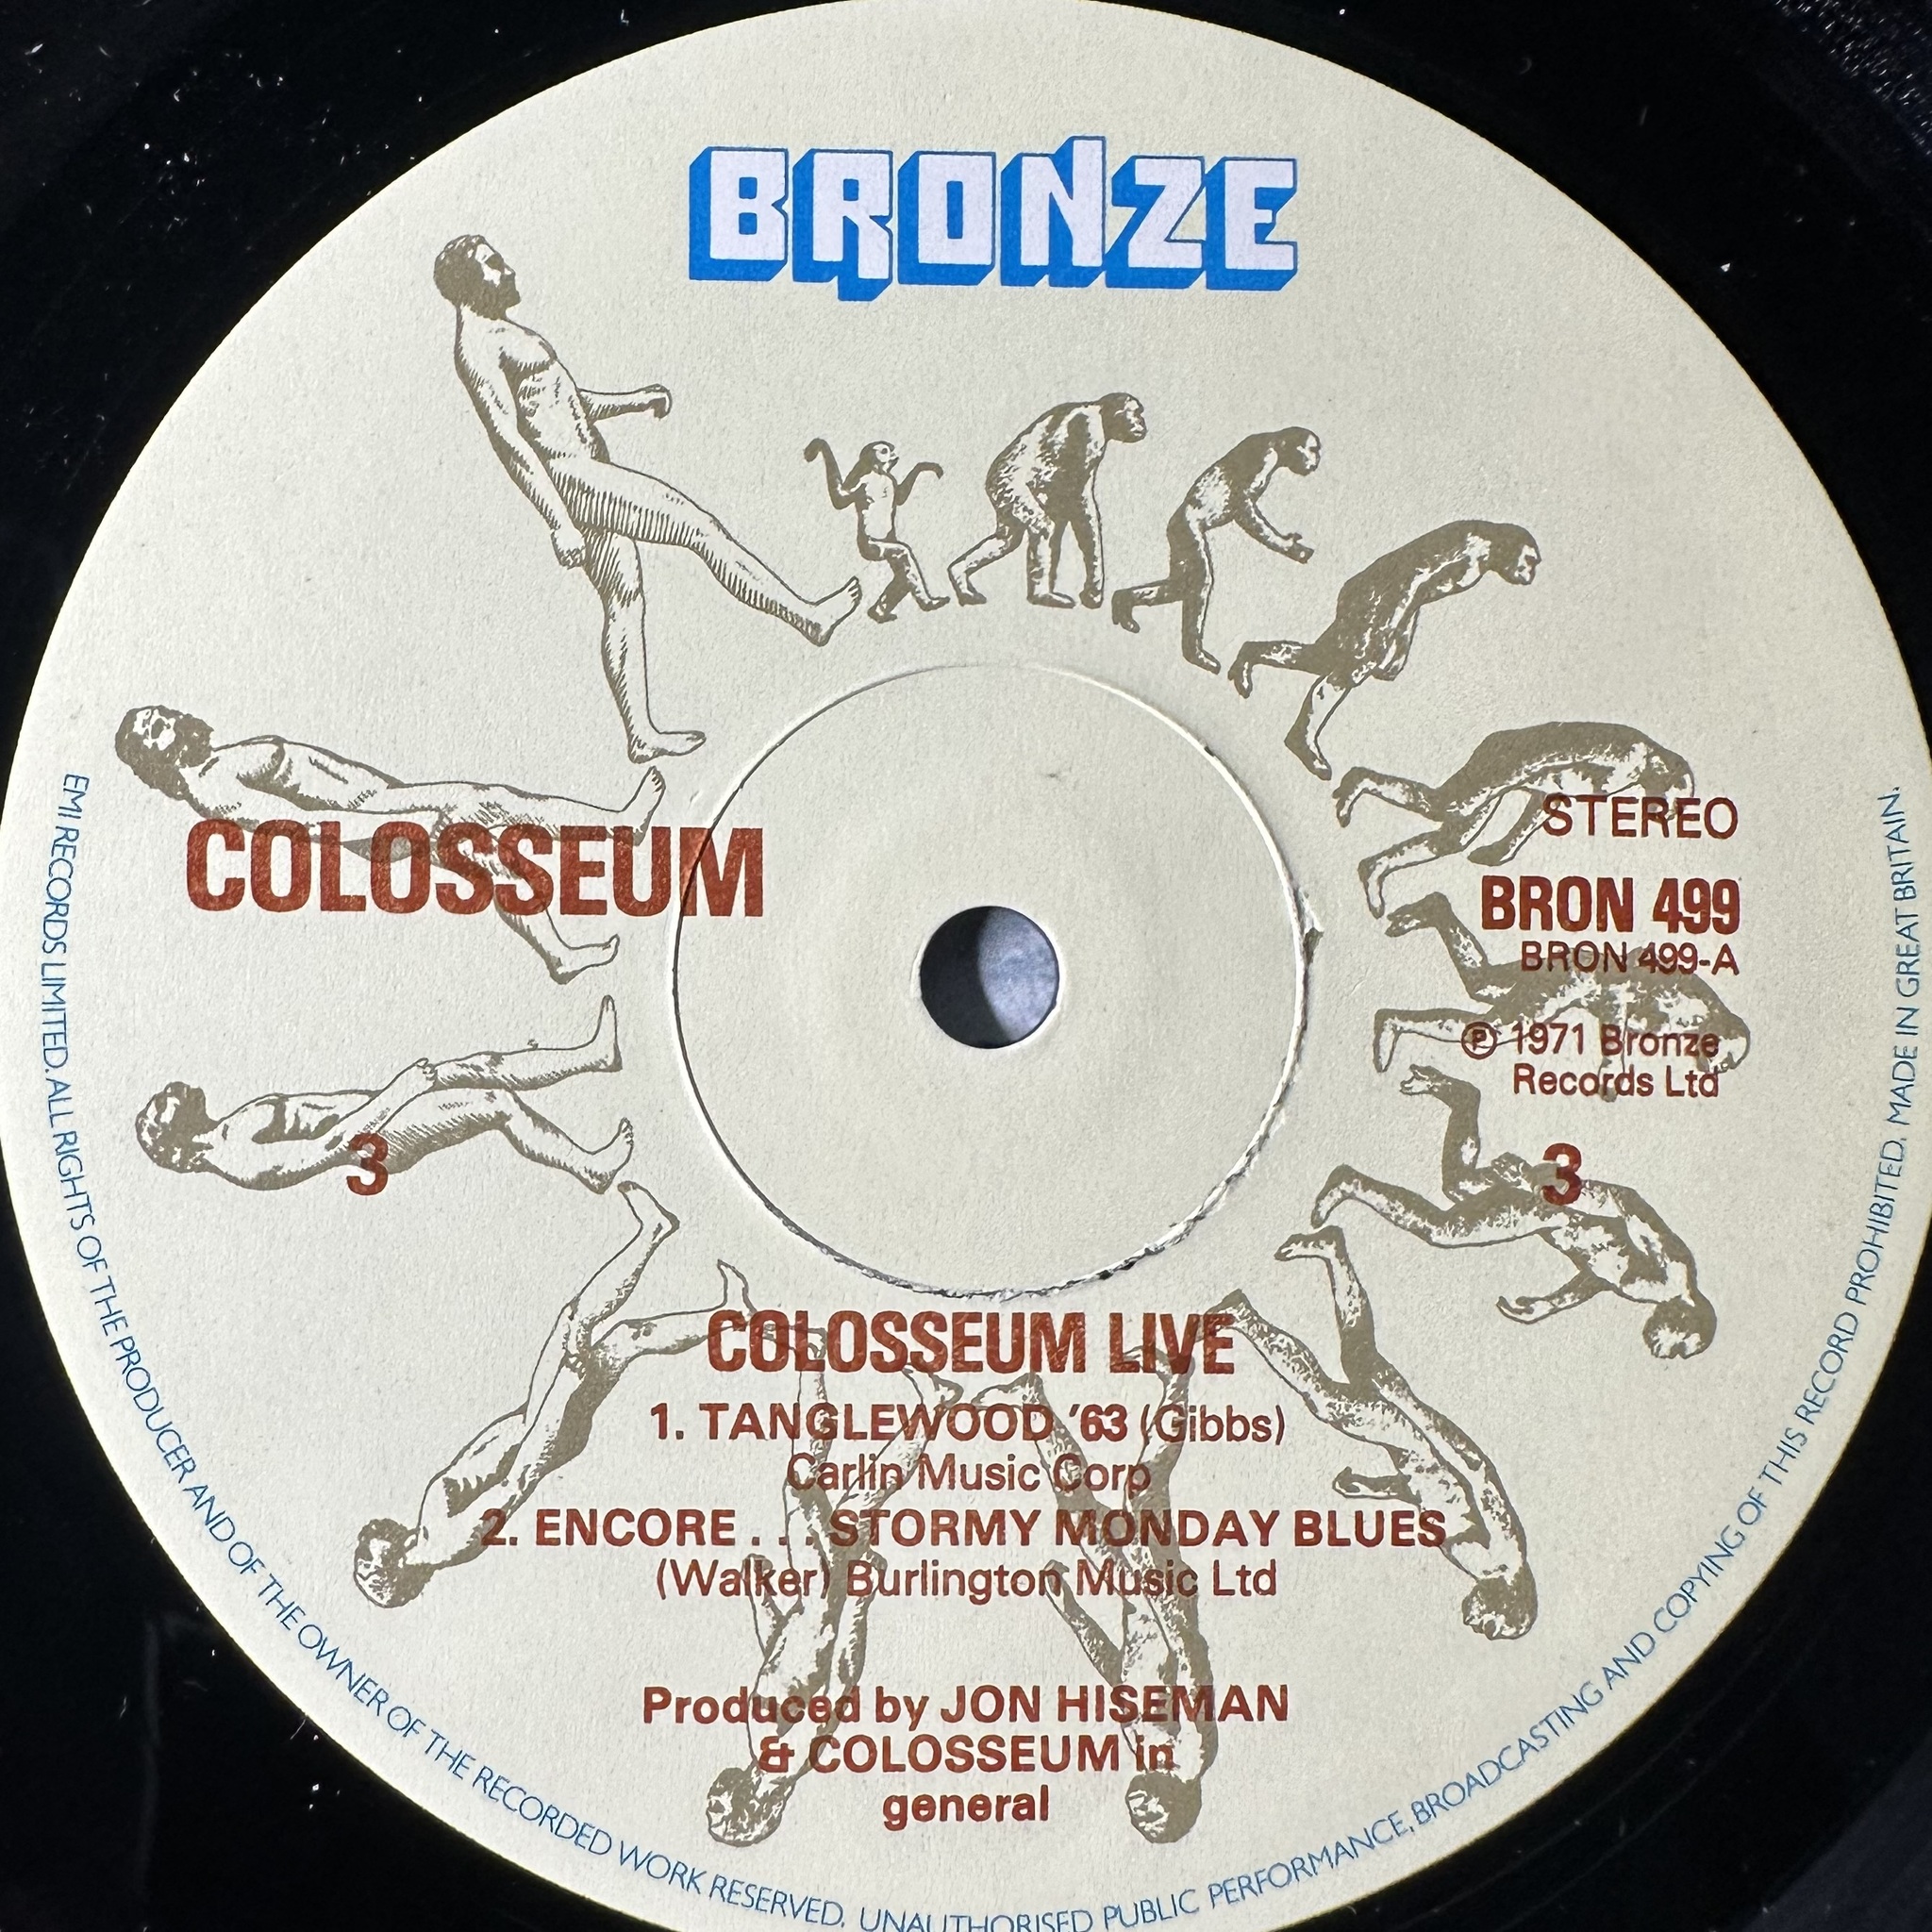 BRONZE
COLOSSEUM
STEREO
BRON 499
BRON 499-A
Ⓟ 1971 Bronze
Records Ltd
3
3
COLOSSEUM LIVE
1. TANGLEWOOD '63 (Gibbs)
Carlin Music Corp
2. ENCORE . . . STORMY MONDAY BLUES
(Walker) Burlington Music Ltd
Produced by JON HISEMAN
& COLOSSEUM in
general
EMI RECORDS LIMITED. ALL RIGHTS OF THE PRODUCER AND OF THE OWNER OF THE RECORDED WORK RESERVED. UNAUTHORISED PUBLIC PERFORMANCE, BROADCASTING AND COPYING OF THIS RECORD PROHIBITED. MADE IN GREAT BRITAIN.